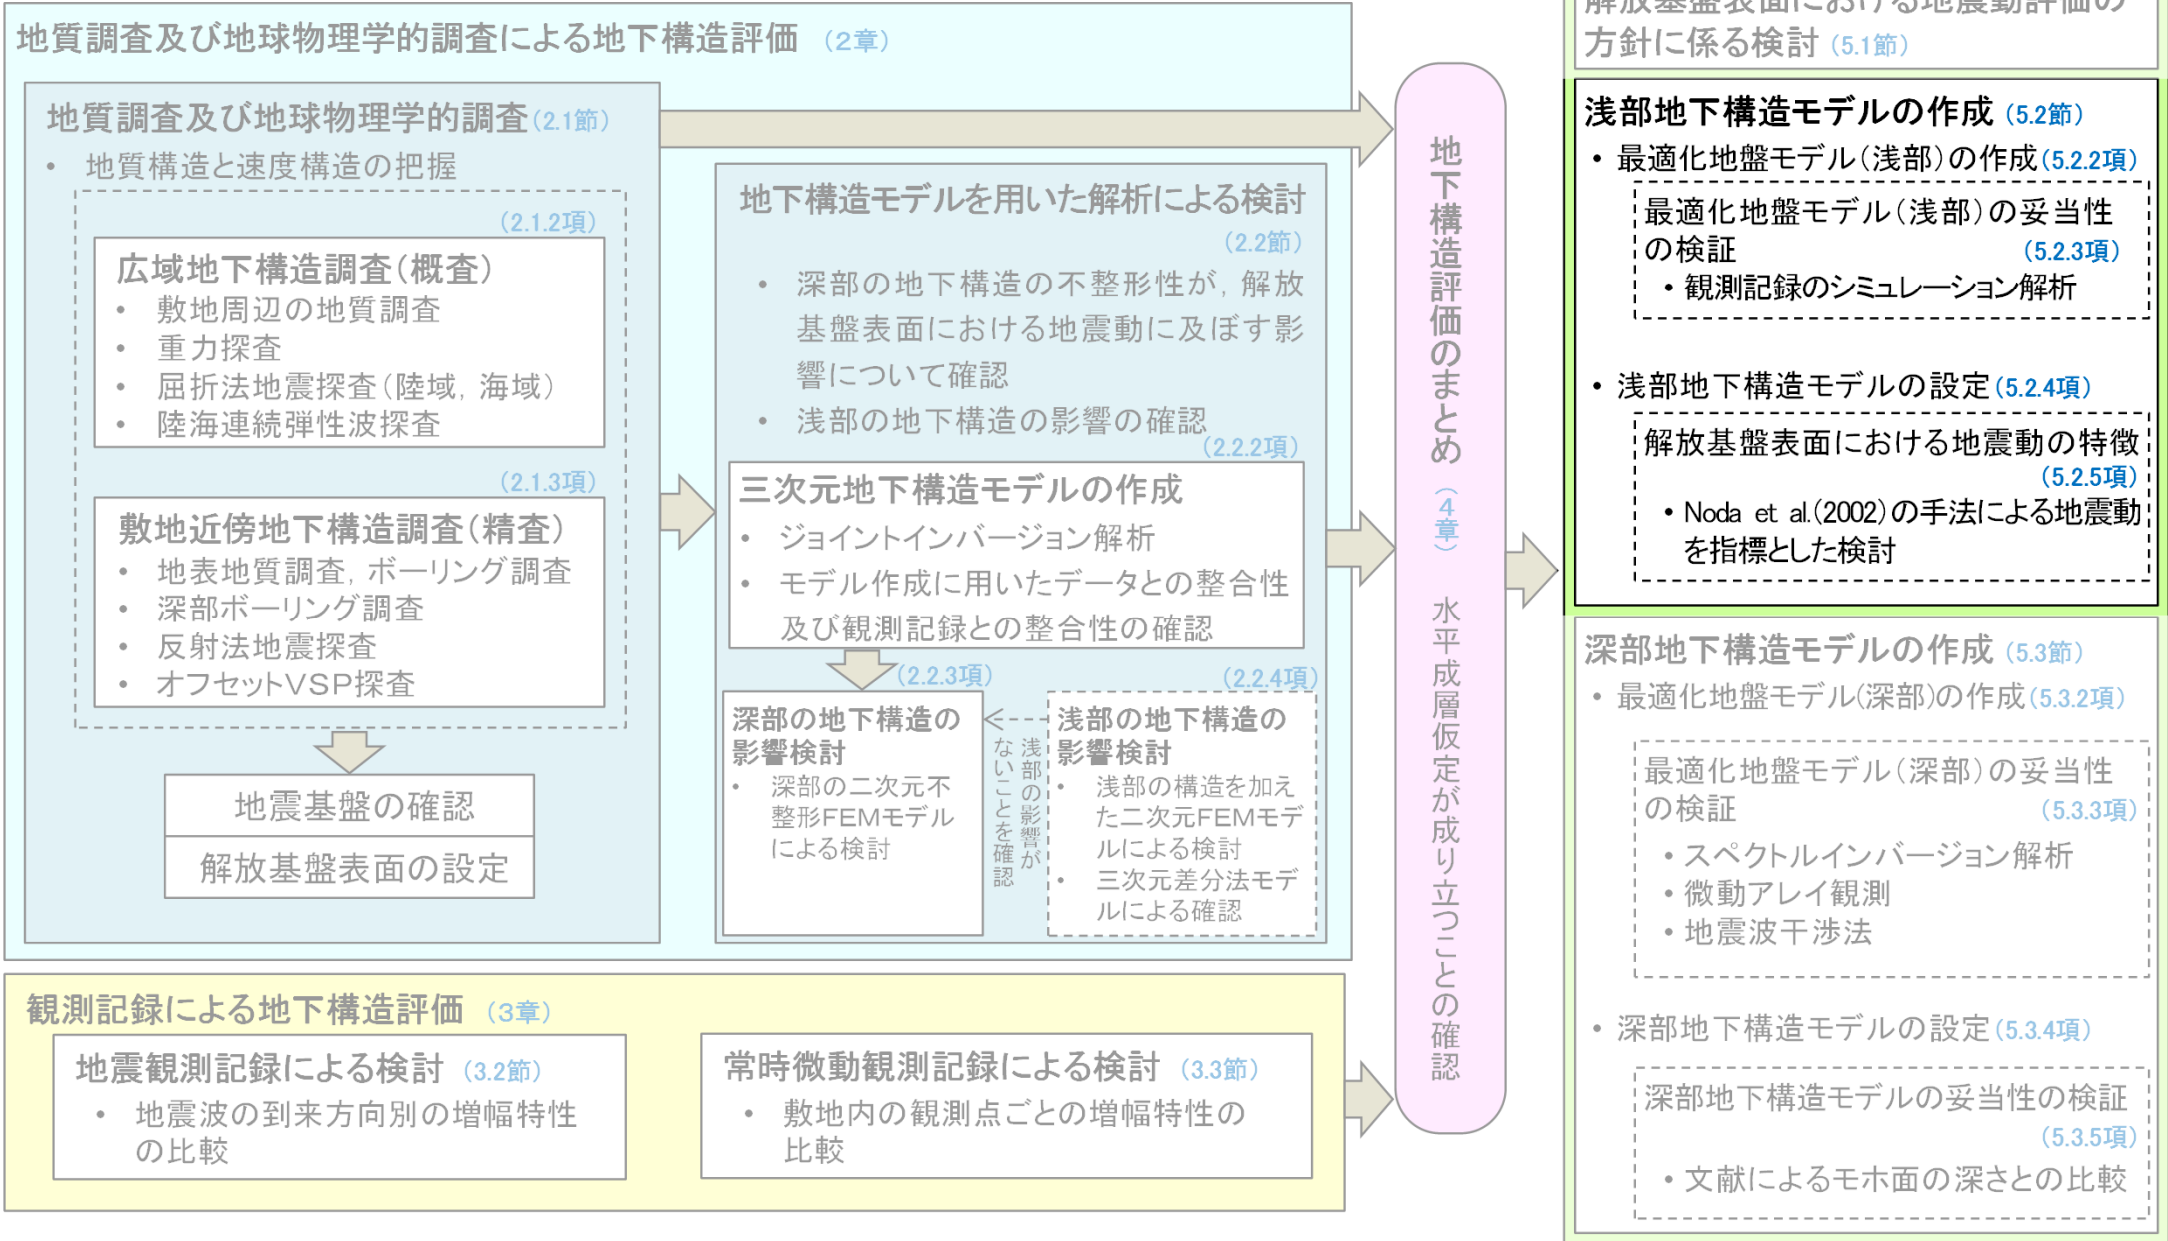 地質調査及び地球物理学的調査による地下構造評価 （2章）
地質調査及び地球物理学的調査(2.1節)
• 地質構造と速度構造の把握
(2.1.2項)
広域地下構造調査(概査)
• 敷地周辺の地質調査
• 重力探査
• 屈折法地震探査(陸域, 海域)
• 陸海連続弾性波探査
(2.1.3項)
敷地近傍地下構造調査(精査)
• 地表地質調査, ボーリング調査
• 深部ボーリング調査
• 反射法地震探査
• オフセットVSP探査
地震基盤の確認
解放基盤表面の設定
地下構造モデルを用いた解析による検討
(2.2節)
• 深部の地下構造の不整形性が, 解放
基盤表面における地震動に及ぼす影
響について確認
• 浅部の地下構造の影響の確認
(2.2.2項)
三次元地下構造モデルの作成
• ジョイントインバージョン解析
• モデル作成に用いたデータとの整合性
及び観測記録との整合性の確認
(2.2.3項)
深部の地下構造の
影響検討
• 深部の二次元不
整形FEMモデル
による検討
浅部の影響が
ないことを確認
(2.2.4項)
浅部の地下構造の
影響検討
• 浅部の構造を加え
た二次元FEMモデ
ルによる検討
• 三次元差分法モデ
ルによる確認
観測記録による地下構造評価 （3章）
地震観測記録による検討 (3.2節)
• 地震波の到来方向別の増幅特性
の比較
常時微動観測記録による検討 (3.3節)
• 敷地内の観測点ごとの増幅特性の
比較
地下構造評価のまとめ（4章） 水平成層仮定が成り立つことの確認
解放基盤表面における地震動評価の
方針に係る検討 (5.1節)
浅部地下構造モデルの作成 (5.2節)
• 最適化地盤モデル(浅部)の作成(5.2.2項)
最適化地盤モデル(浅部)の妥当性
の検証 (5.2.3項)
• 観測記録のシミュレーション解析
• 浅部地下構造モデルの設定(5.2.4項)
解放基盤表面における地震動の特徴
(5.2.5項)
• Noda et al.(2002)の手法による地震動
を指標とした検討
深部地下構造モデルの作成 (5.3節)
• 最適化地盤モデル(深部)の作成(5.3.2項)
最適化地盤モデル(深部)の妥当性
の検証 (5.3.3項)
• スペクトルインバージョン解析
• 微動アレイ観測
• 地震波干渉法
• 深部地下構造モデルの設定(5.3.4項)
深部地下構造モデルの妥当性の検証
(5.3.5項)
• 文献によるモホ面の深さとの比較